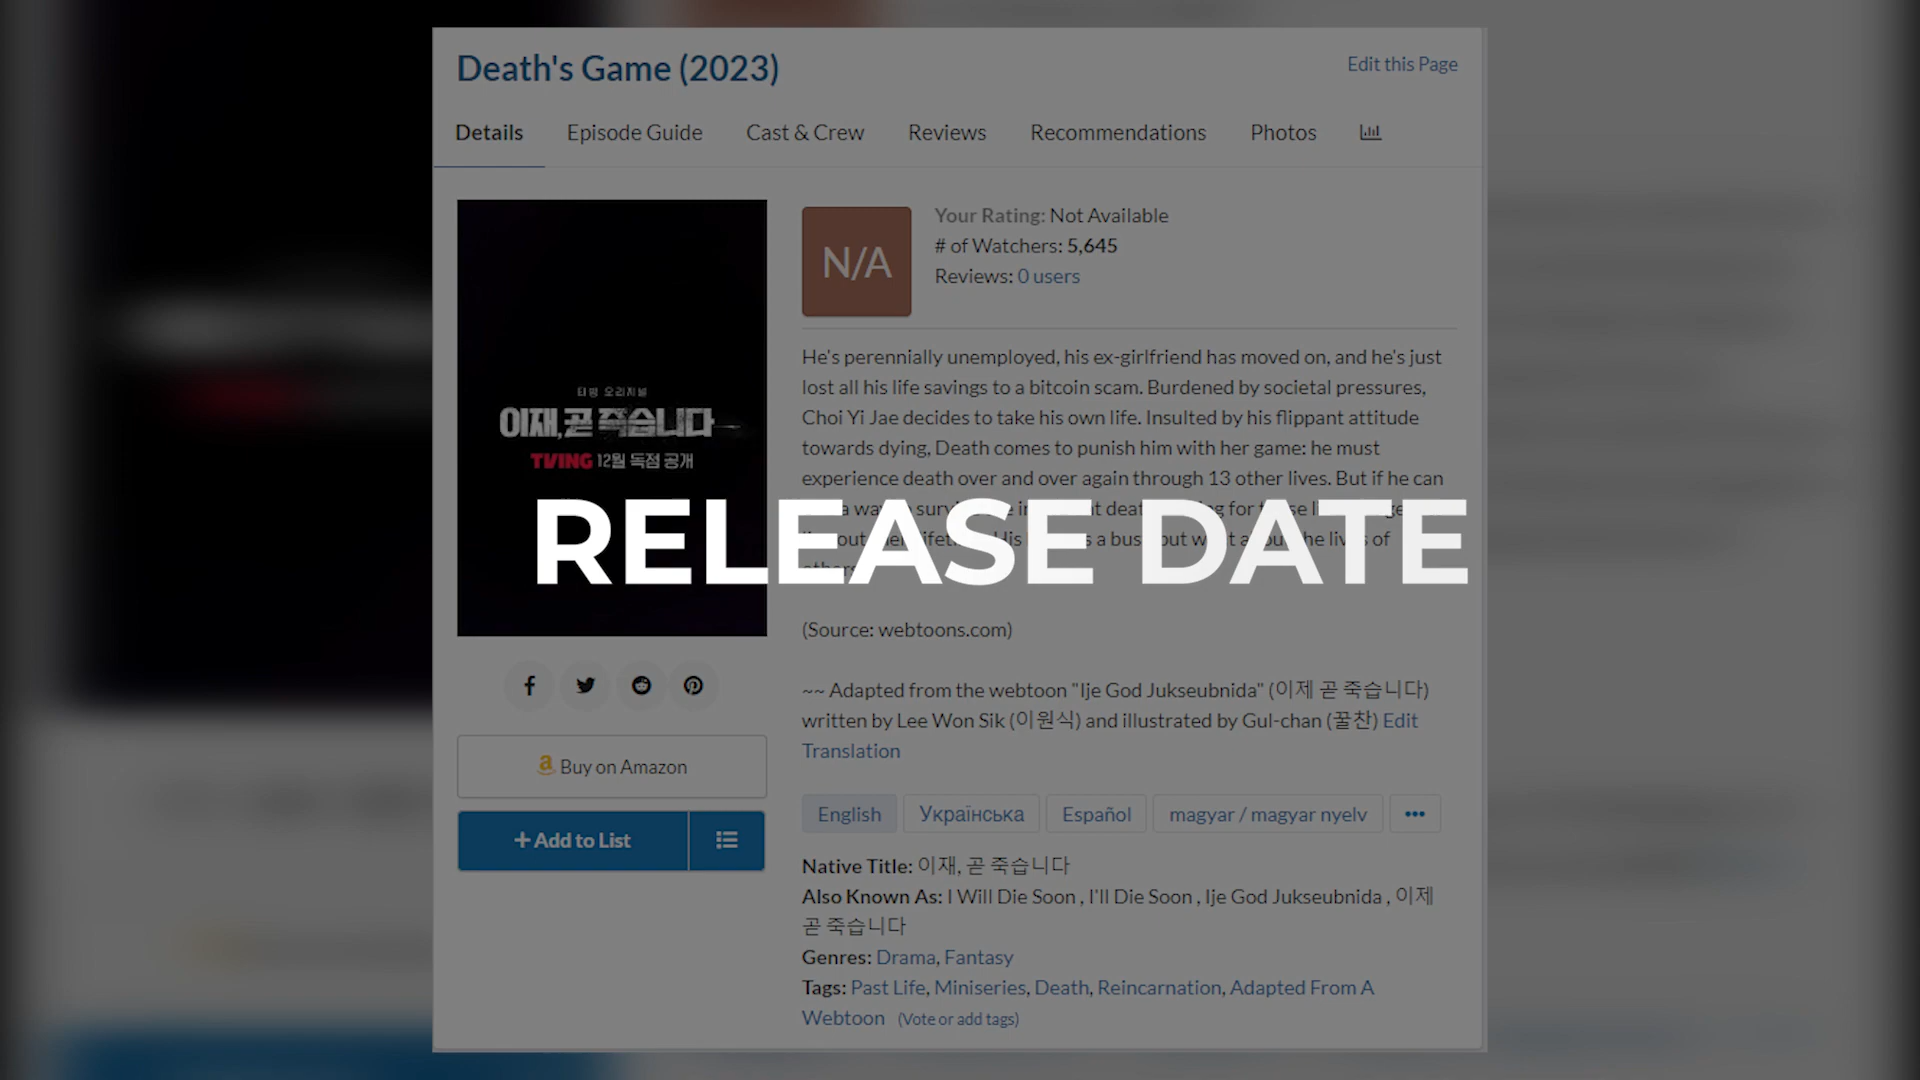 Death's Game (2023)
Edit this Page
Details Episode Guide Cast & Crew Reviews Recommendations Photos
티빙 오리지널
이재, 곧 죽습니다
TVING 12월 독점 공개
N/A
Your Rating: Not Available
# of Watchers: 5,645
Reviews: 0 users
He's perennially unemployed, his ex-girlfriend has moved on, and he's just
lost all his life savings to a bitcoin scam. Burdened by societal pressures,
Choi Yi Jae decides to take his own life. Insulted by his flippant attitude
towards dying, Death comes to punish him with her game: he must
experience death over and over again through 13 other lives. But if he can
RELEASE DATE
(Source: webtoons.com)
~~ Adapted from the webtoon "Ije God Jukseubnida" (이제 곧 죽습니다)
written by Lee Won Sik (이원식) and illustrated by Gul-chan (꿀찬) Edit
Translation
Buy on Amazon
+ Add to List
English Українська Español magyar / magyar nyelv •••
Native Title: 이재, 곧 죽습니다
Also Known As: I Will Die Soon , I'll Die Soon , Ije God Jukseubnida , 이제
곧 죽습니다
Genres: Drama, Fantasy
Tags: Past Life, Miniseries, Death, Reincarnation, Adapted From A
Webtoon (Vote or add tags)